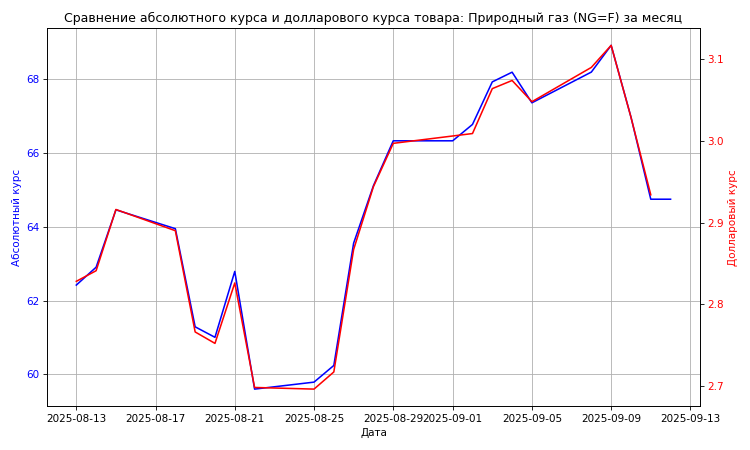 Сравнение абсолютного курса и долларового курса товара: Природный газ (NG=F) за месяц
Абсолютный курс
68
66
64
62
60
3.1
3.0
2.9
2.8
2.7
Долларовый курс
2025-08-13 2025-08-17 2025-08-21 2025-08-25 2025-08-29 2025-09-01 2025-09-05 2025-09-09 2025-09-13
Дата